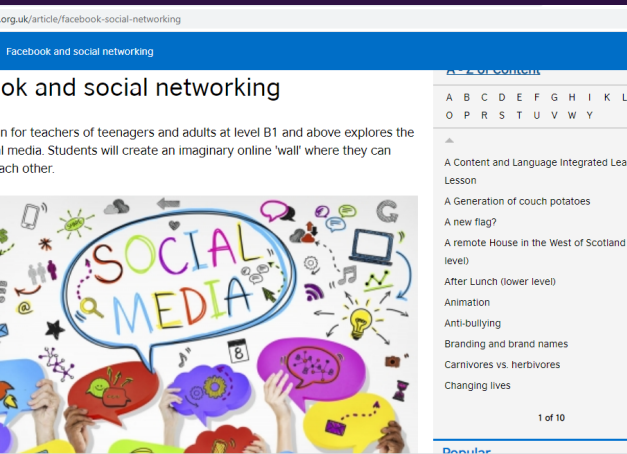 .org.uk/article/facebook-social-networking
Facebook and social networking
ok and social networking
n for teachers of teenagers and adults at level B1 and above explores the
l media. Students will create an imaginary online 'wall' where they can
ach other.
SOCIAL
MEDIA
@
8
A - Z of Content
A B C D E F G H I K L
O P R S T U V W Y
A Content and Language Integrated Lea
Lesson
A Generation of couch potatoes
A new flag?
A remote House in the West of Scotland
level)
After Lunch (lower level)
Animation
Anti-bullying
Branding and brand names
Carnivores vs. herbivores
Changing lives
1 of 10
Popular